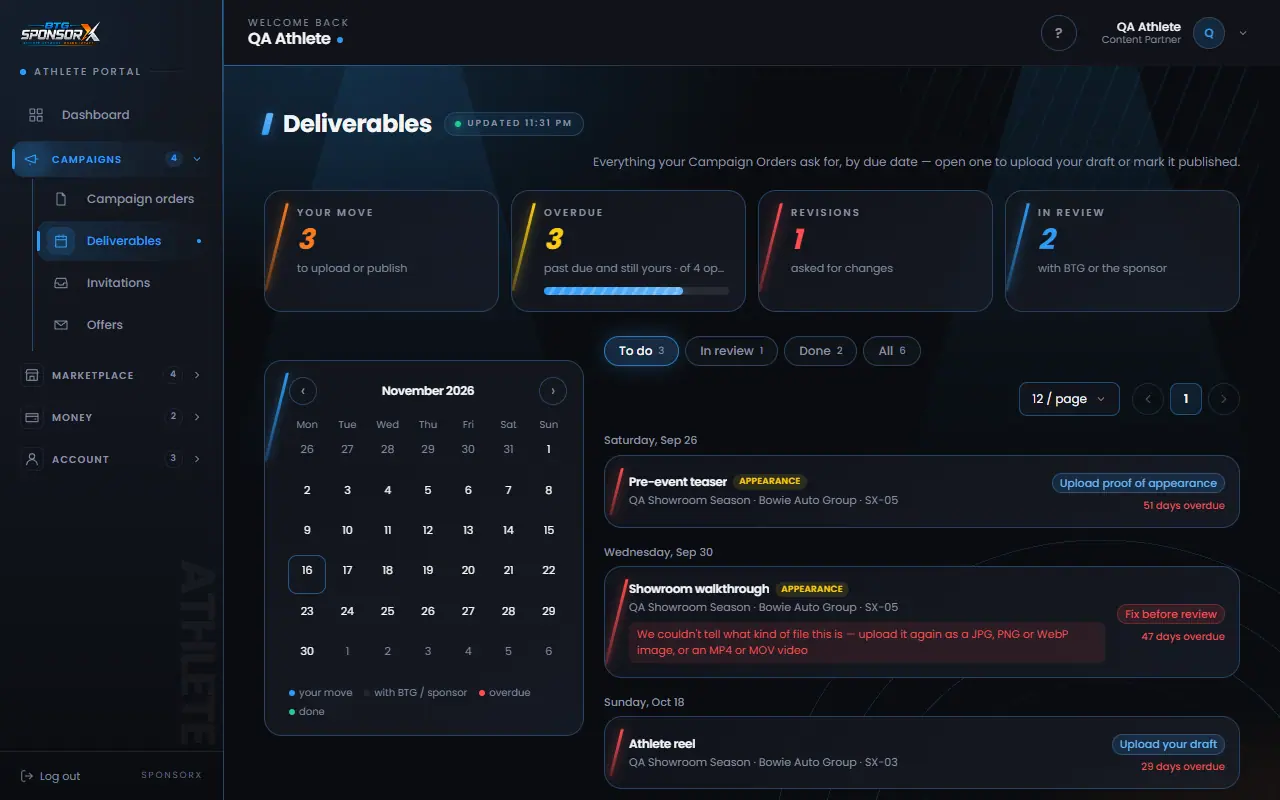 BTG
SPONSORX
ATHLETE PORTAL
Dashboard
CAMPAIGNS 4
Campaign orders
Deliverables
Invitations
Offers
MARKETPLACE 4
MONEY 2
ACCOUNT 3
ATHLETE
Log out
SPONSORX
WELCOME BACK
QA Athlete
?
QA Athlete
Content Partner
Q
Deliverables
UPDATED 11:31 PM
Everything your Campaign Orders ask for, by due date — open one to upload your draft or mark it published.
YOUR MOVE
3
to upload or publish
OVERDUE
3
past due and still yours · of 4 op...
REVISIONS
1
asked for changes
IN REVIEW
2
with BTG or the sponsor
‹ November 2026 ›
Mon Tue Wed Thu Fri Sat Sun
26 27 28 29 30 31 1
2 3 4 5 6 7 8
9 10 11 12 13 14 15
16 17 18 19 20 21 22
23 24 25 26 27 28 29
30 1 2 3 4 5 6
your move with BTG / sponsor overdue
done
To do 3 In review 1 Done 2 All 6
12 / page
1
Saturday, Sep 26
Pre-event teaser APPEARANCE
QA Showroom Season · Bowie Auto Group · SX-05
Upload proof of appearance
51 days overdue
Wednesday, Sep 30
Showroom walkthrough APPEARANCE
QA Showroom Season · Bowie Auto Group · SX-05
We couldn't tell what kind of file this is — upload it again as a JPG, PNG or WebP
image, or an MP4 or MOV video
Fix before review
47 days overdue
Sunday, Oct 18
Athlete reel
QA Showroom Season · Bowie Auto Group · SX-03
Upload your draft
29 days overdue